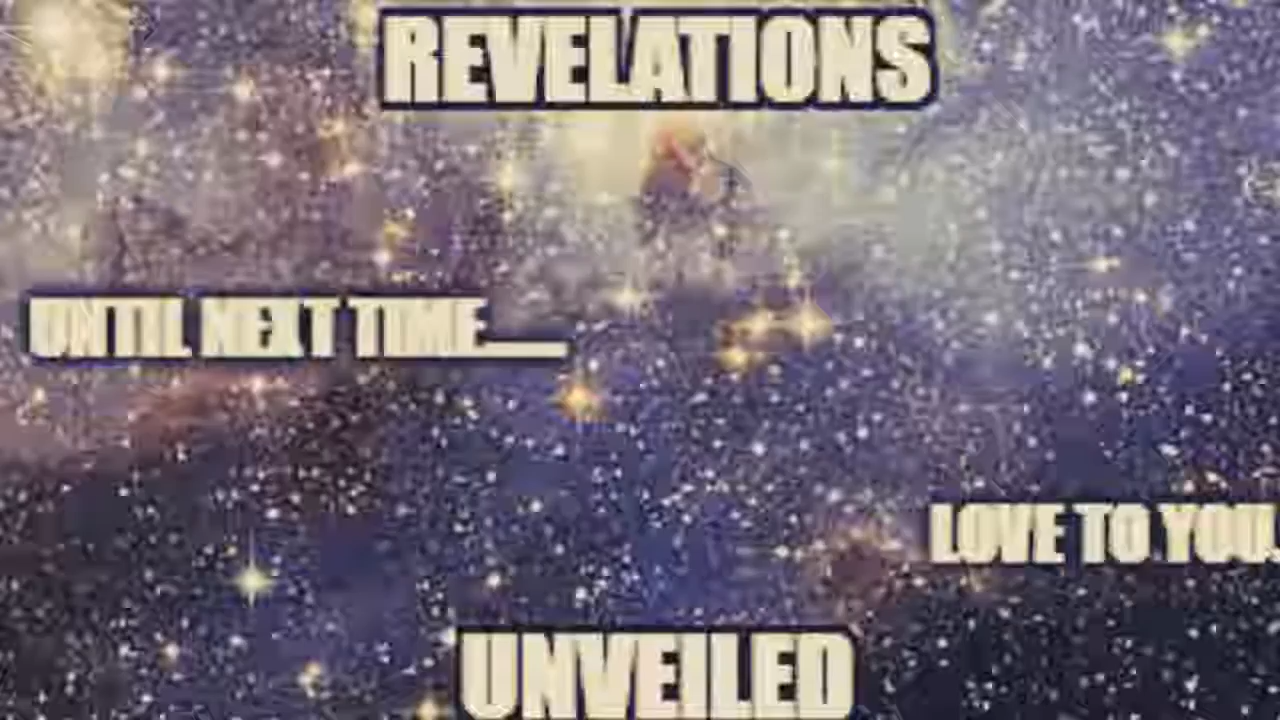 REVELATIONS
UNTIL NEXT TIME......
LOVE TO YOU.
UNVEILED